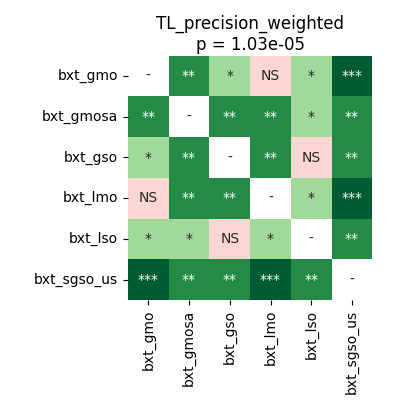 TL_precision_weighted
p = 1.03e-05
bxt_gmo - ** * NS * ***
bxt_gmosa ** - ** ** * **
bxt_gso * ** - ** NS **
bxt_lmo NS ** ** - * ***
bxt_lso * * NS * - **
bxt_sgso_us *** ** ** *** ** -
bxt_gmo
bxt_gmosa
bxt_gso
bxt_lmo
bxt_lso
bxt_sgso_us